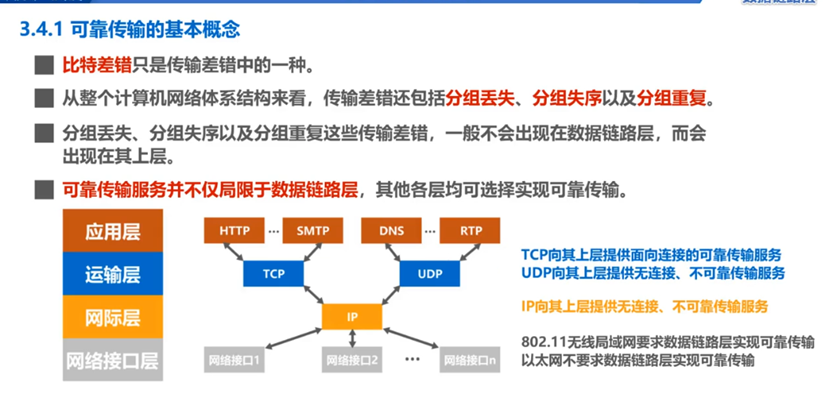 数据链路层
3.4.1 可靠传输的基本概念
比特差错只是传输差错中的一种。
从整个计算机网络体系结构来看，传输差错还包括分组丢失、分组失序以及分组重复。
分组丢失、分组失序以及分组重复这些传输差错，一般不会出现在数据链路层，而会
出现在其上层。
可靠传输服务并不仅局限于数据链路层，其他各层均可选择实现可靠传输。
应用层
HTTP ··· SMTP DNS ··· RTP
运输层
TCP UDP
TCP向其上层提供面向连接的可靠传输服务
UDP向其上层提供无连接、不可靠传输服务
网际层
IP
IP向其上层提供无连接、不可靠传输服务
网络接口层
网络接口1 网络接口2 ··· 网络接口n
802.11无线局域网要求数据链路层实现可靠传输
以太网不要求数据链路层实现可靠传输